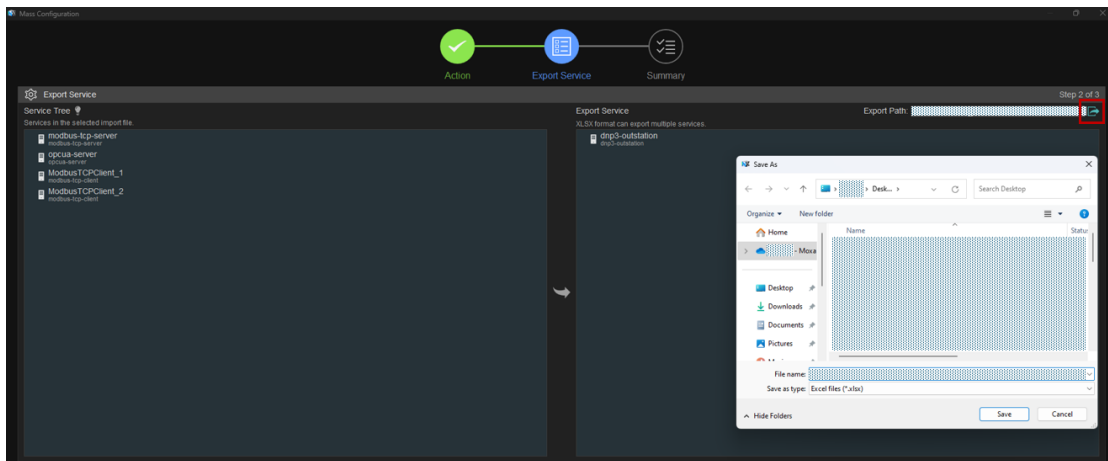 Mass Configuration
Action
Export Service
Summary
Export Service
Step 2 of 3
Service Tree
Services in the selected import file.
modbus-tcp-server
modbus-tcp-server
opcua-server
opcua-server
ModbusTCPClient_1
modbus-tcp-client
ModbusTCPClient_2
modbus-tcp-client
Export Service
Export Path:
XLSX format can export multiple services.
dnp3-outstation
dnp3-outstation
Save As
Desk...
Search Desktop
Organize
New folder
Name
Status
Home
- Moxa
Desktop
Downloads
Documents
Pictures
File name:
Save as type: Excel files (*.xlsx)
Hide Folders
Save
Cancel